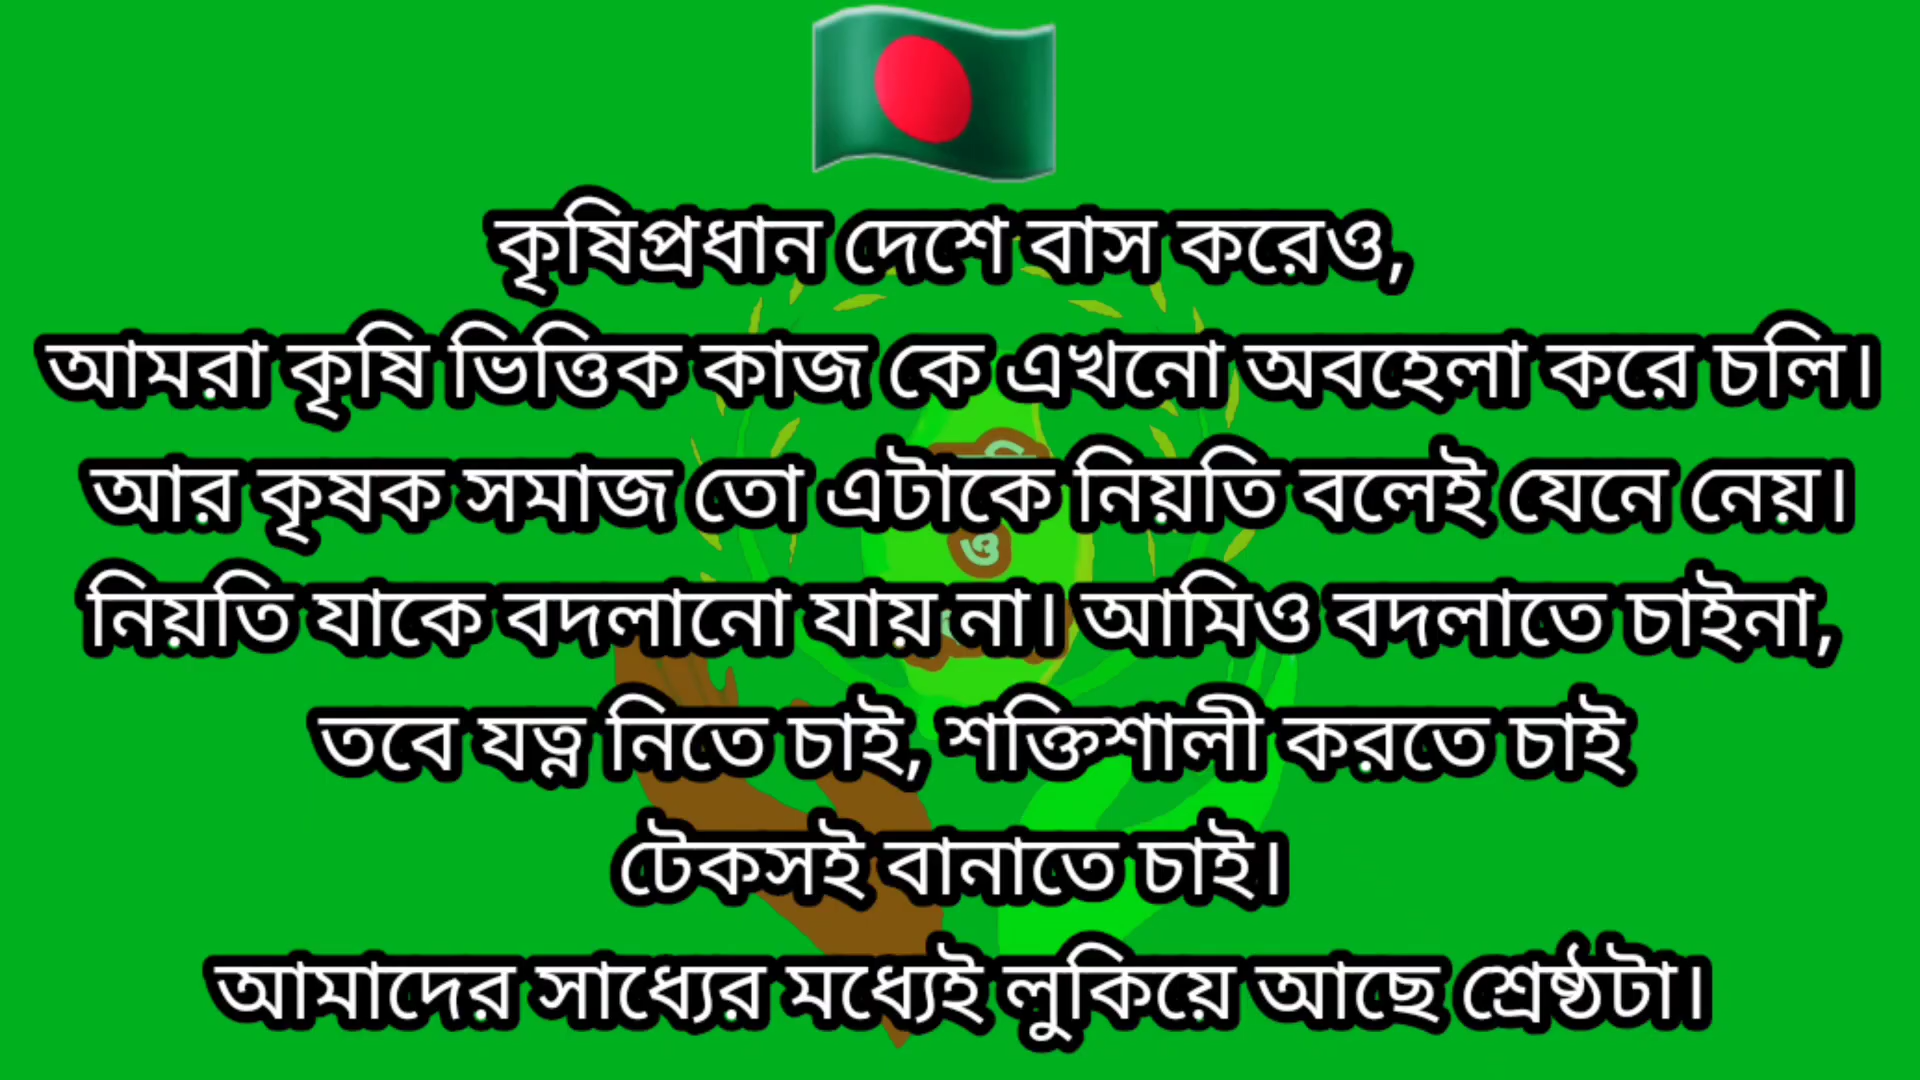 কৃষিপ্রধান দেশে বাস করেও,
আমরা কৃষি ভিত্তিক কাজ কে এখনো অবহেলা করে চলি।
আর কৃষক সমাজ তো এটাকে নিয়তি বলেই যেনে নেয়।
নিয়তি যাকে বদলানো যায় না। আমিও বদলাতে চাইনা,
তবে যত্ন নিতে চাই, শক্তিশালী করতে চাই
টেকসই বানাতে চাই।
আমাদের সাধ্যের মধ্যেই লুকিয়ে আছে শ্রেষ্ঠটা।
ও